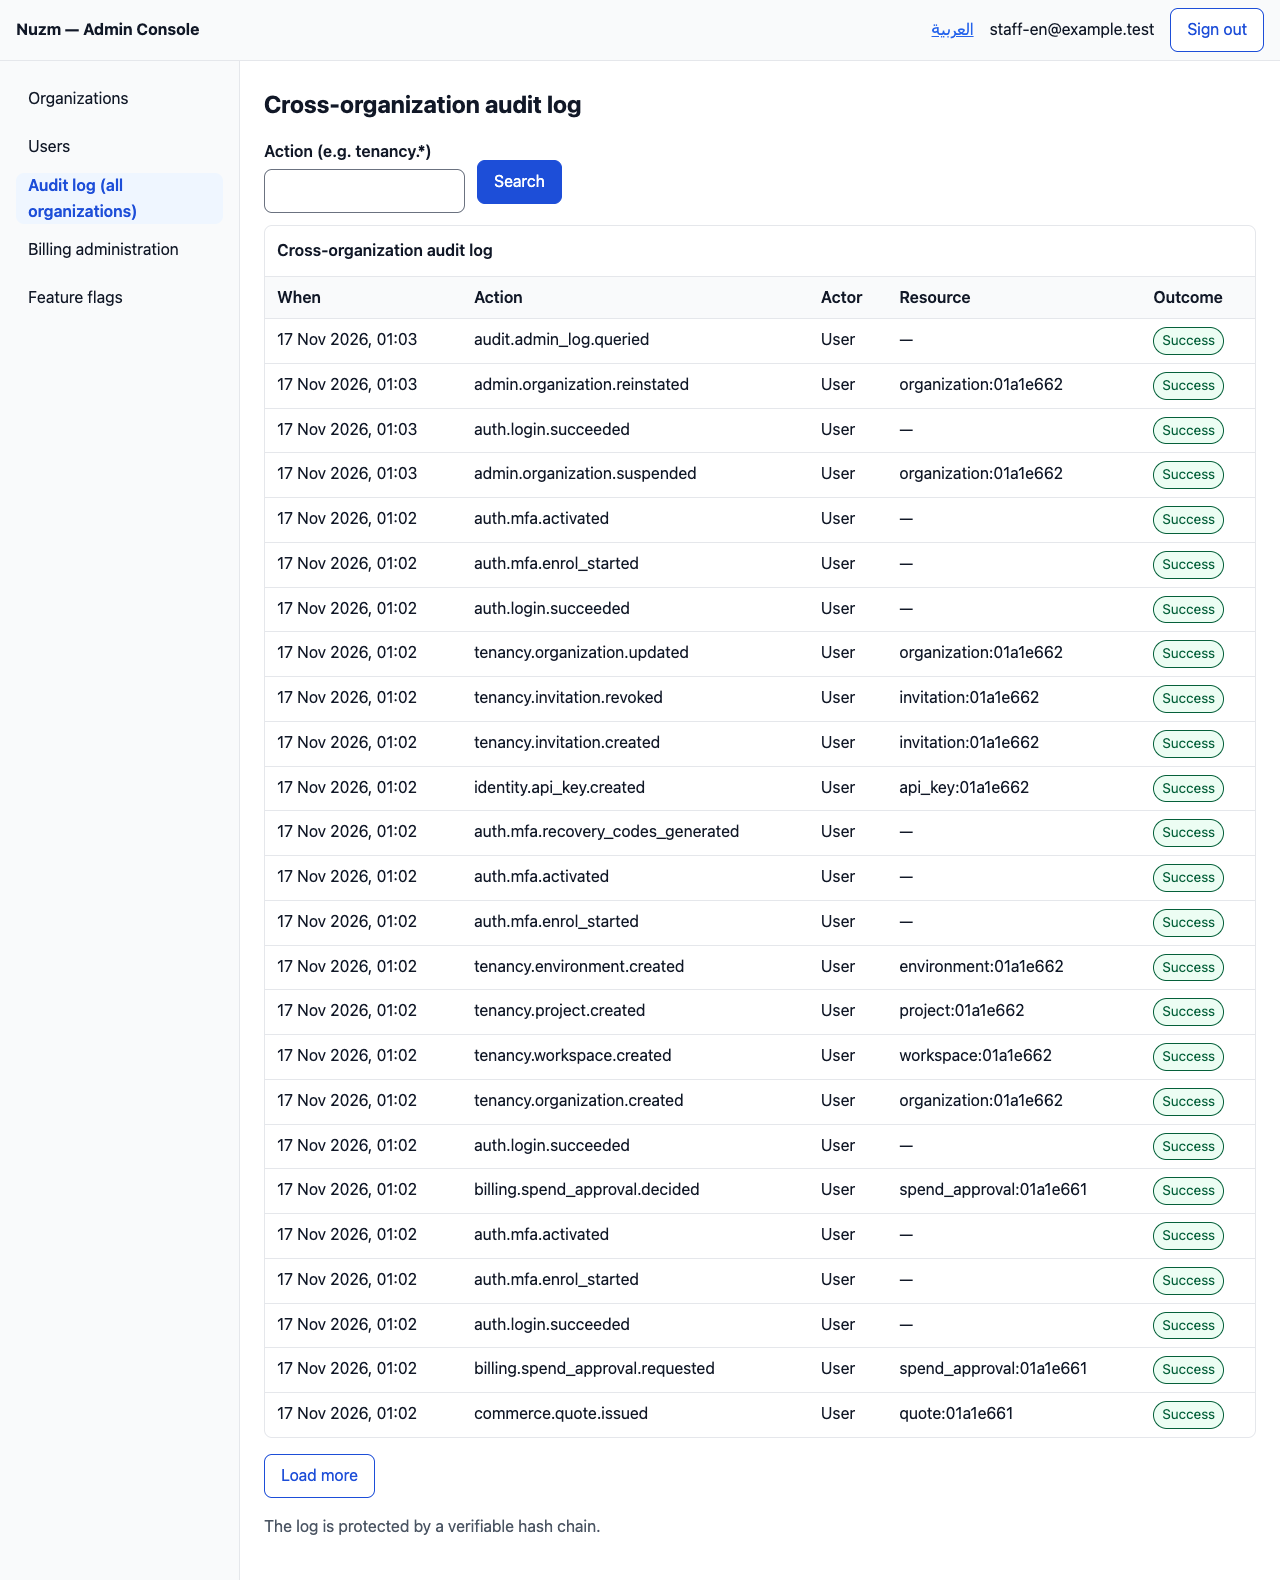 Nuzm — Admin Console
العربية staff-en@example.test Sign out
Organizations
Users
Audit log (all
organizations)
Billing administration
Feature flags
Cross-organization audit log
Action (e.g. tenancy.*)
Search
Cross-organization audit log
When Action Actor Resource Outcome
17 Nov 2026, 01:03 audit.admin_log.queried User — Success
17 Nov 2026, 01:03 admin.organization.reinstated User organization:01a1e662 Success
17 Nov 2026, 01:03 auth.login.succeeded User — Success
17 Nov 2026, 01:03 admin.organization.suspended User organization:01a1e662 Success
17 Nov 2026, 01:02 auth.mfa.activated User — Success
17 Nov 2026, 01:02 auth.mfa.enrol_started User — Success
17 Nov 2026, 01:02 auth.login.succeeded User — Success
17 Nov 2026, 01:02 tenancy.organization.updated User organization:01a1e662 Success
17 Nov 2026, 01:02 tenancy.invitation.revoked User invitation:01a1e662 Success
17 Nov 2026, 01:02 tenancy.invitation.created User invitation:01a1e662 Success
17 Nov 2026, 01:02 identity.api_key.created User api_key:01a1e662 Success
17 Nov 2026, 01:02 auth.mfa.recovery_codes_generated User — Success
17 Nov 2026, 01:02 auth.mfa.activated User — Success
17 Nov 2026, 01:02 auth.mfa.enrol_started User — Success
17 Nov 2026, 01:02 tenancy.environment.created User environment:01a1e662 Success
17 Nov 2026, 01:02 tenancy.project.created User project:01a1e662 Success
17 Nov 2026, 01:02 tenancy.workspace.created User workspace:01a1e662 Success
17 Nov 2026, 01:02 tenancy.organization.created User organization:01a1e662 Success
17 Nov 2026, 01:02 auth.login.succeeded User — Success
17 Nov 2026, 01:02 billing.spend_approval.decided User spend_approval:01a1e661 Success
17 Nov 2026, 01:02 auth.mfa.activated User — Success
17 Nov 2026, 01:02 auth.mfa.enrol_started User — Success
17 Nov 2026, 01:02 auth.login.succeeded User — Success
17 Nov 2026, 01:02 billing.spend_approval.requested User spend_approval:01a1e661 Success
17 Nov 2026, 01:02 commerce.quote.issued User quote:01a1e661 Success
Load more
The log is protected by a verifiable hash chain.